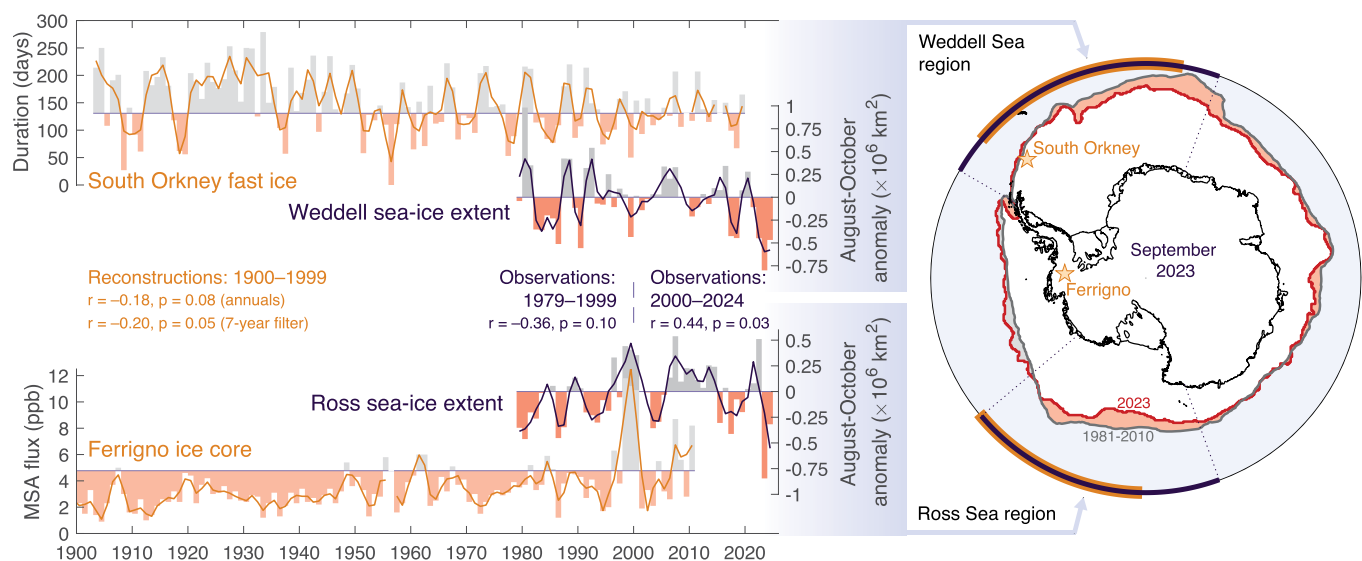 300
250
200
150
100
50
0
Duration (days)
South Orkney fast ice
Weddell sea-ice extent
1
0.75
0.5
0.25
0
-0.25
-0.5
-0.75
August-October
anomaly (×10⁶ km²)
Reconstructions: 1900–1999
r = –0.18, p = 0.08 (annuals)
r = –0.20, p = 0.05 (7-year filter)
Observations:
1979–1999
r = –0.36, p = 0.10
Observations:
2000–2024
r = 0.44, p = 0.03
12
10
8
6
4
2
0
MSA flux (ppb)
Ross sea-ice extent
Ferrigno ice core
0.5
0.25
0
-0.25
-0.5
-0.75
-1
August-October
anomaly (×10⁶ km²)
1900 1910 1920 1930 1940 1950 1960 1970 1980 1990 2000 2010 2020
Weddell Sea
region
South Orkney
September
2023
Ferrigno
2023
1981-2010
Ross Sea region